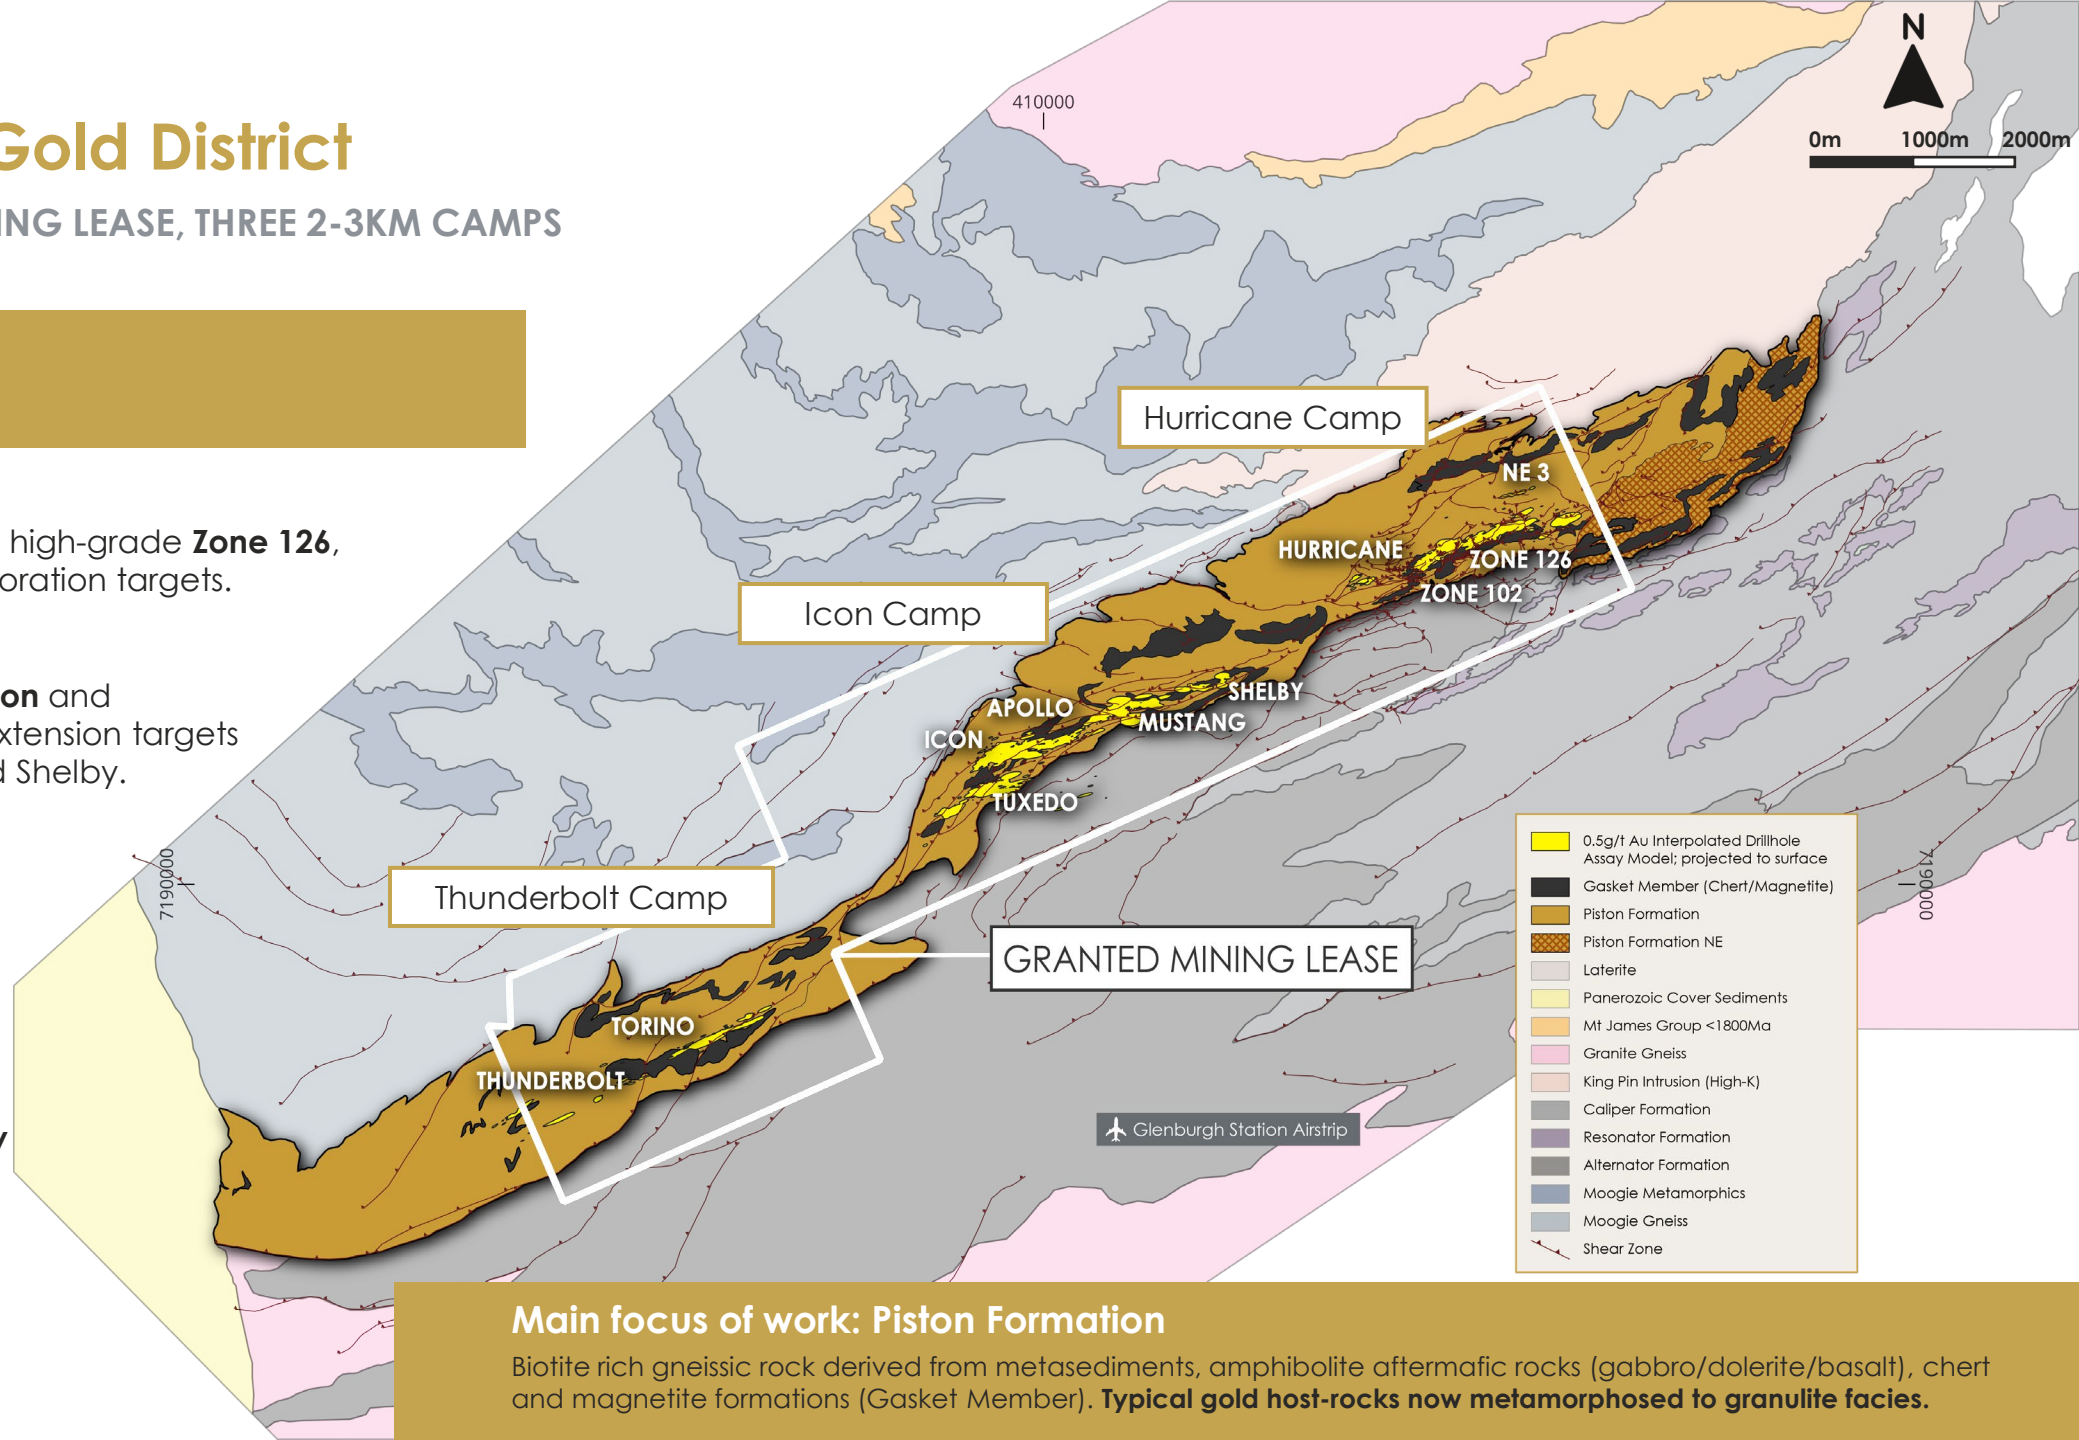 Gold District
ING LEASE, THREE 2-3KM CAMPS
high-grade Zone 126,
oration targets.
on and
xtension targets
d Shelby.
y
N
0m 1000m 2000m
410000
7190000
7190000
Hurricane Camp
Icon Camp
Thunderbolt Camp
GRANTED MINING LEASE
NE 3
HURRICANE
ZONE 126
ZONE 102
SHELBY
APOLLO
MUSTANG
ICON
TUXEDO
TORINO
THUNDERBOLT
Glenburgh Station Airstrip
0.5g/t Au Interpolated Drillhole
Assay Model; projected to surface
Gasket Member (Chert/Magnetite)
Piston Formation
Piston Formation NE
Laterite
Panerozoic Cover Sediments
Mt James Group <1800Ma
Granite Gneiss
King Pin Intrusion (High-K)
Caliper Formation
Resonator Formation
Alternator Formation
Moogie Metamorphics
Moogie Gneiss
Shear Zone
Main focus of work: Piston Formation
Biotite rich gneissic rock derived from metasediments, amphibolite aftermafic rocks (gabbro/dolerite/basalt), chert
and magnetite formations (Gasket Member). Typical gold host-rocks now metamorphosed to granulite facies.